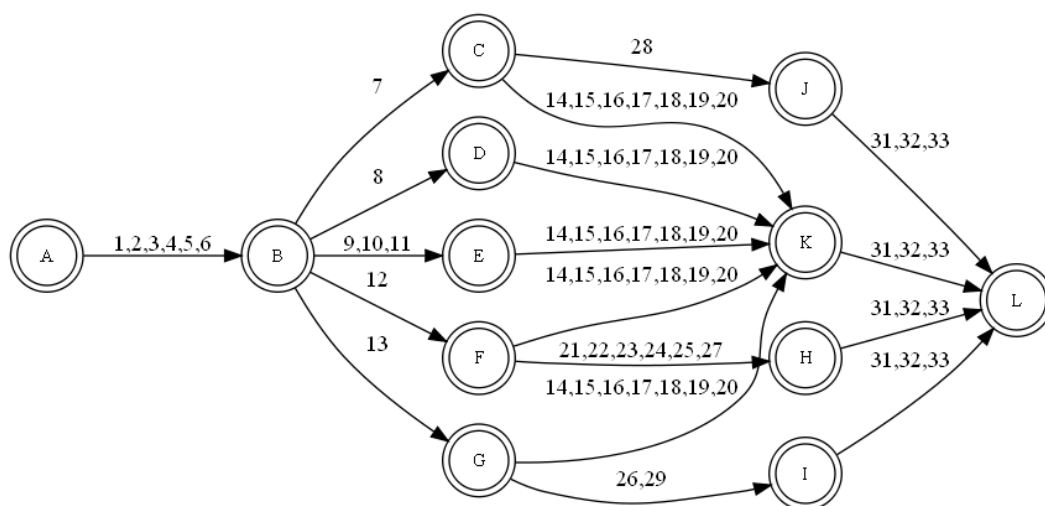 C
28
J
7
14,15,16,17,18,19,20
31,32,33
D
14,15,16,17,18,19,20
8
A
1,2,3,4,5,6
B
9,10,11
E
14,15,16,17,18,19,20
K
31,32,33
12
14,15,16,17,18,19,20
L
31,32,33
13
F
21,22,23,24,25,27
H
31,32,33
14,15,16,17,18,19,20
G
26,29
I